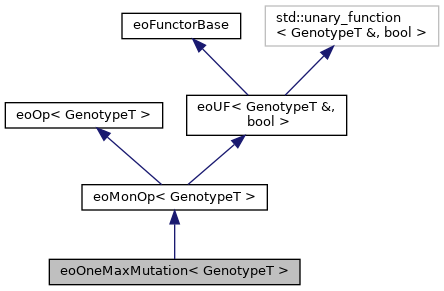 eoFunctorBase
std::unary_function
< GenotypeT &, bool >
eoOp< GenotypeT >
eoUF< GenotypeT &,
bool >
eoMonOp< GenotypeT >
eoOneMaxMutation< GenotypeT >